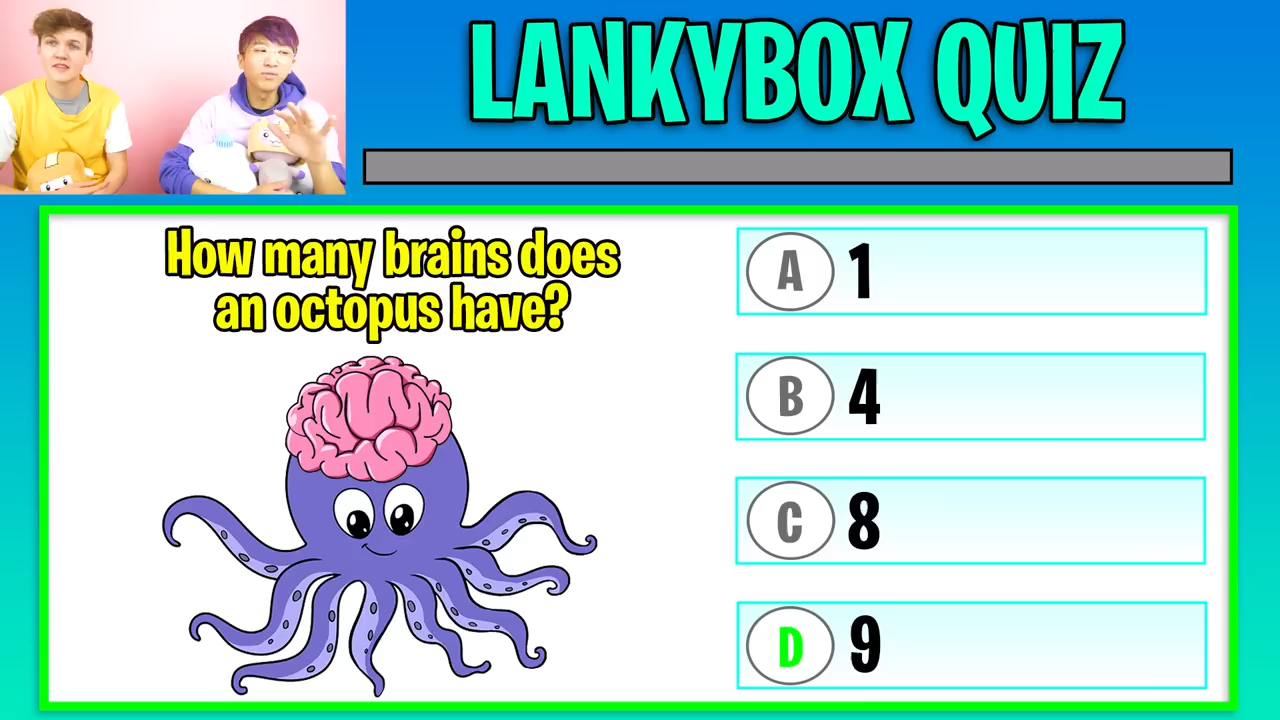 LANKYBOX QUIZ
How many brains does
an octopus have?
A 1
B 4
C 8
D 9